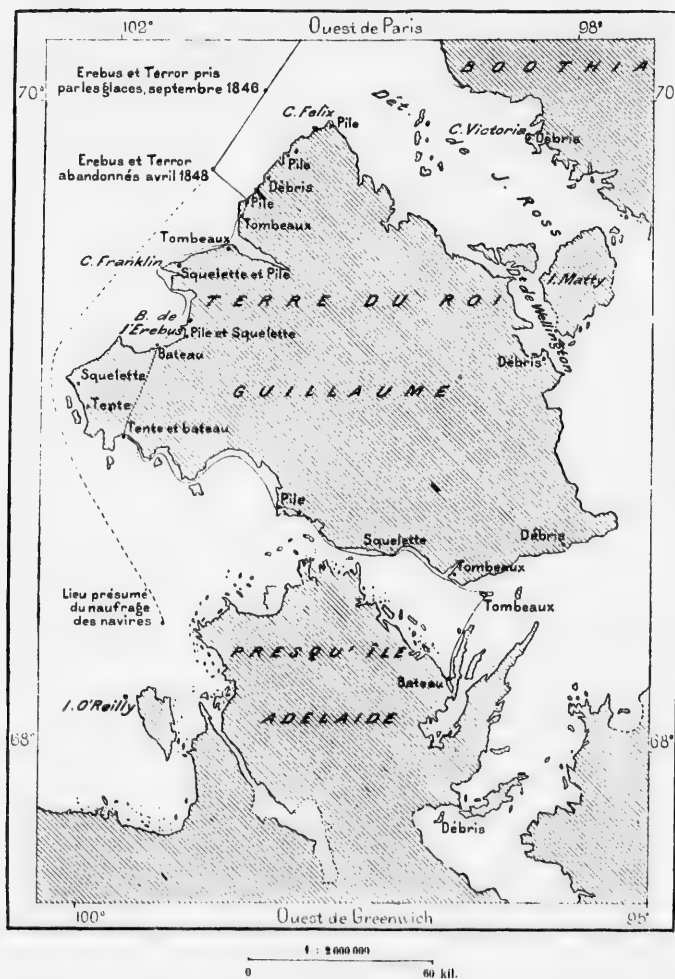 102°
Ouest de Paris
98°
BOOTHIA
Erebus et Terror pris
par les glaces, septembre 1846
70°
70
C. Felix
Pile
Dét. de J. Ross
C. Victoria
Débris
Pile
Erebus et Terror
abandonnés avril 1848
Débris
Pile
Tombeaux
Tombeaux
C. Franklin
Squelette et Pile
I. Matty
TERRE DU ROI
Dt de Wellington
B. de
l'Erebus
Pile et Squelette
Bateau
Débris
Squelette
GUILLAUME
Tente
Tente et bateau
Pile
Squelette
Débris
Tombeaux
Lieu présumé
du naufrage
des navires
Tombeaux
PRESQU'ÎLE
Bateau
I. O'Reilly
ADÉLAIDE
68°
68°
Débris
100°
Ouest de Greenwich
95°
1 : 2 000 000
0
60 kil.